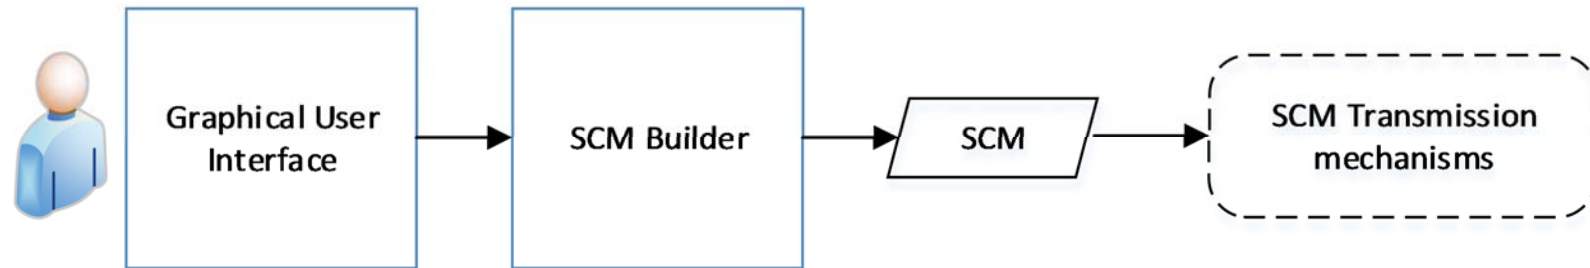 Graphical User
Interface
SCM Builder
SCM
SCM Transmission
mechanisms